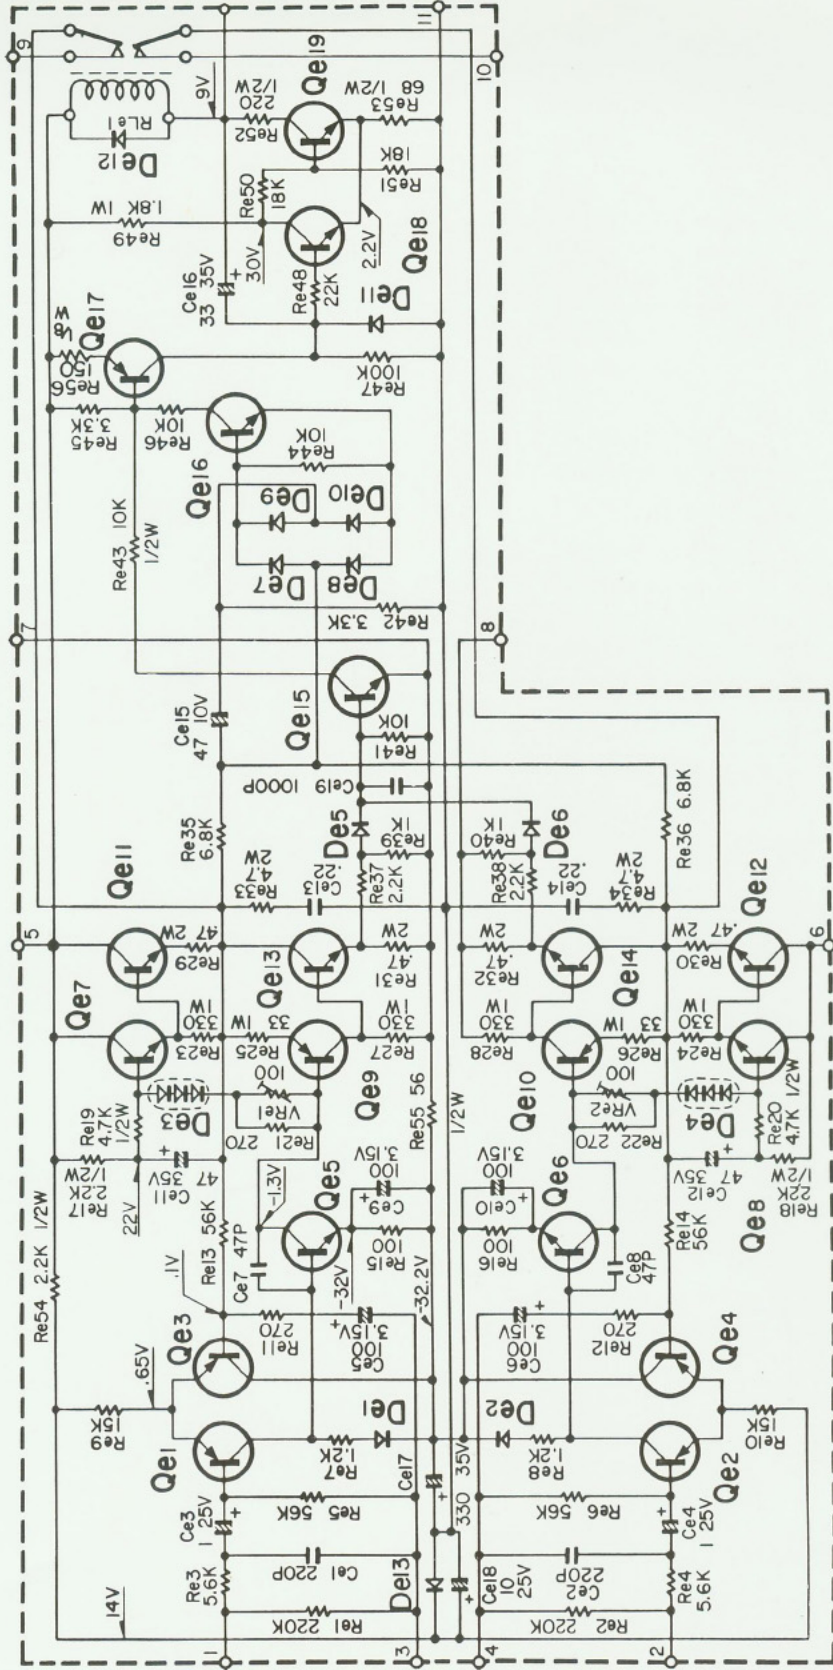 9
11
RLe1
De12
9V
220
1/2W
Re52
Qe19
68 1/2W
Re53
10
1.8K 1W
Re49
Re50
18K
18K
Re51
30V
2.2V
Qe18
Ce16
33 35V
+
Re48
22K
De11
Qe17
1/8
W
150
Re56
100K
Re47
3.3K
Re45
10K
Re46
10K
Re44
Qe16
De9
De10
De7
De8
Re43 10K
1/2W
3.3K
Re42
7
8
Ce15
47 10V
Qe15
10K
Re41
1000P
Ce19
Re35
6.8K
De5
1K
Re39
1K
Re40
De6
Re36 6.8K
Qe11
4.7
2W
Re33
.22
Ce13
Re37
2.2K
Re38
2.2K
.22
Ce14
4.7
2W
Re34
Qe12
5
.47 2W
Re29
Qe13
.47
2W
Re31
.47
2W
Re32
Qe14
.47 2W
Re30
6
Qe7
330
1W
Re23
33 1W
Re25
330
1W
Re27
330
1W
Re28
33 1W
Re26
330
1W
Re24
Qe9
Qe10
Re19
4.7K
1/2W
De3
100
VRe1
270
Re21
Re55 56
1/2W
100
VRe2
270
Re22
De4
Re20
4.7K 1/2W
2.2K
1/2W
Re17
22V
47
35V
Ce11
+
-1.3V
Qe5
3.15V
100
Ce9
+
3.15V
100
Ce10
+
Qe6
47 35V
Ce12
+
22K
1/2W
Re18
Qe8
Re13 56K
Ce7 47P
100
Re15
-32V
100
Re16
Ce8
47P
Re14
56K
Re54 2.2K 1/2W
.1V
Qe3
270
Re11
3.15V
100
Ce5
+
-32.2V
3.15V
100
Ce6
+
270
Re12
Qe4
.65V
15K
Re9
15K
Re10
Qe1
1.2K
Re7
De1
De2
1.2K
Re8
Qe2
Ce3
1 25V
+
56K
Re5
Ce17
330 35V
+
56K
Re6
Ce4
1 25V
+
Re3
5.6K
220P
Ce1
De13
Ce18
10
25V
+
220P
Ce2
Re4
5.6K
14V
220K
Re1
220K
Re2
1
3
4
2